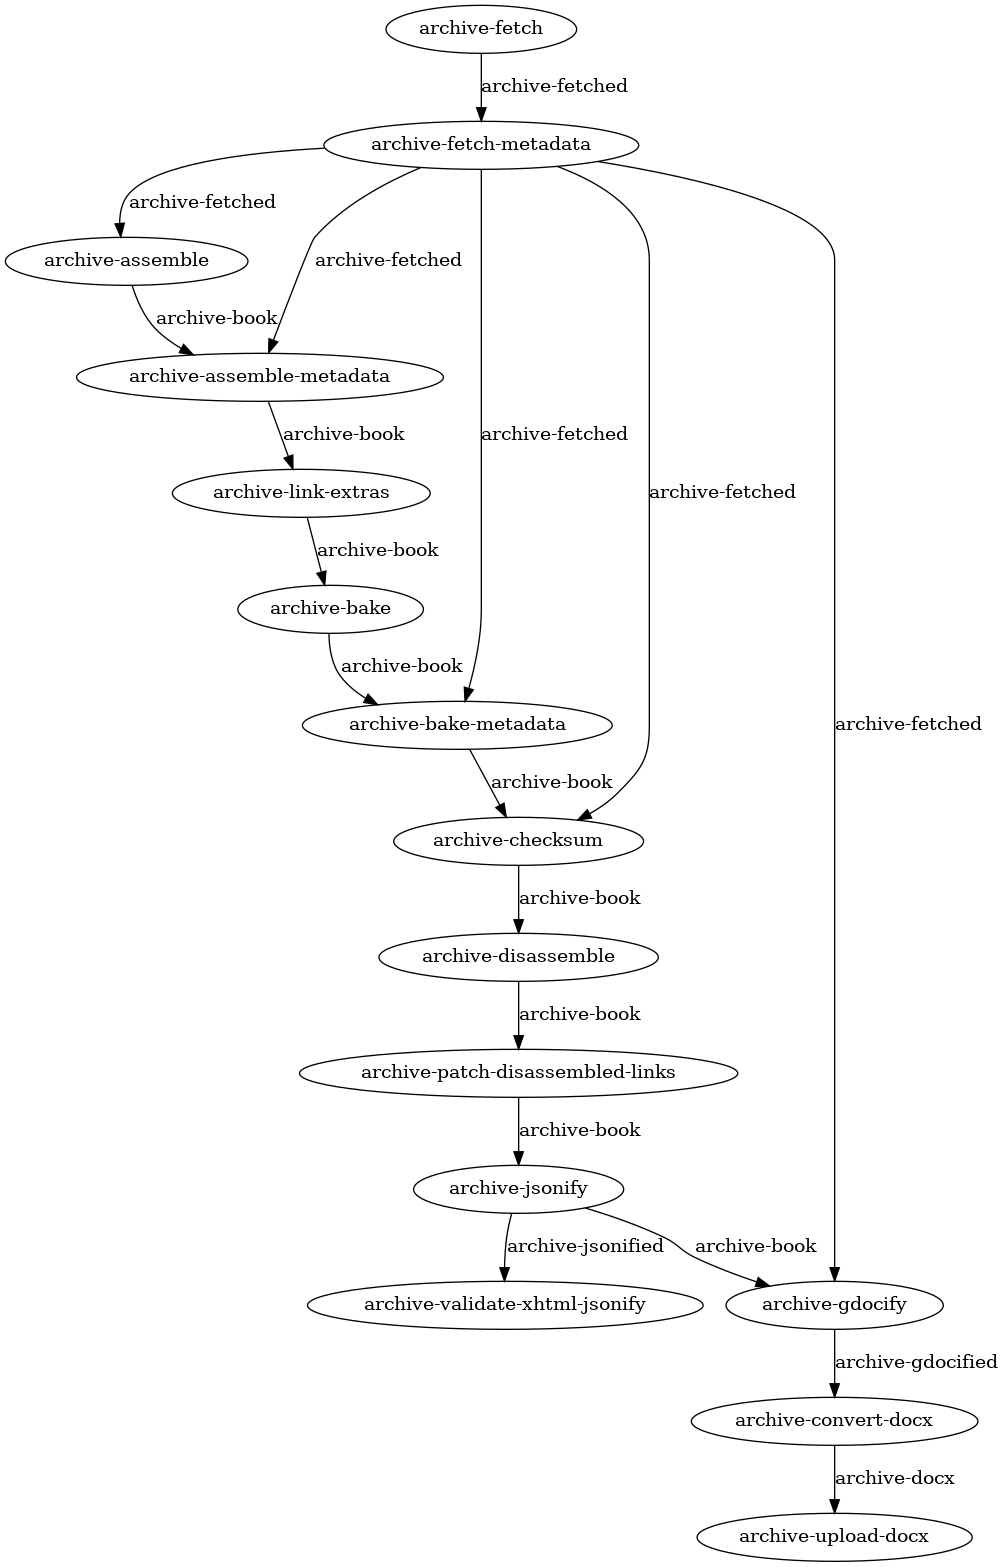 archive-fetch
archive-fetched
archive-fetch-metadata
archive-fetched
archive-assemble
archive-fetched
archive-book
archive-assemble-metadata
archive-book
archive-fetched
archive-link-extras
archive-fetched
archive-book
archive-bake
archive-book
archive-bake-metadata
archive-fetched
archive-book
archive-checksum
archive-book
archive-disassemble
archive-book
archive-patch-disassembled-links
archive-book
archive-jsonify
archive-jsonified
archive-book
archive-validate-xhtml-jsonify
archive-gdocify
archive-gdocified
archive-convert-docx
archive-docx
archive-upload-docx